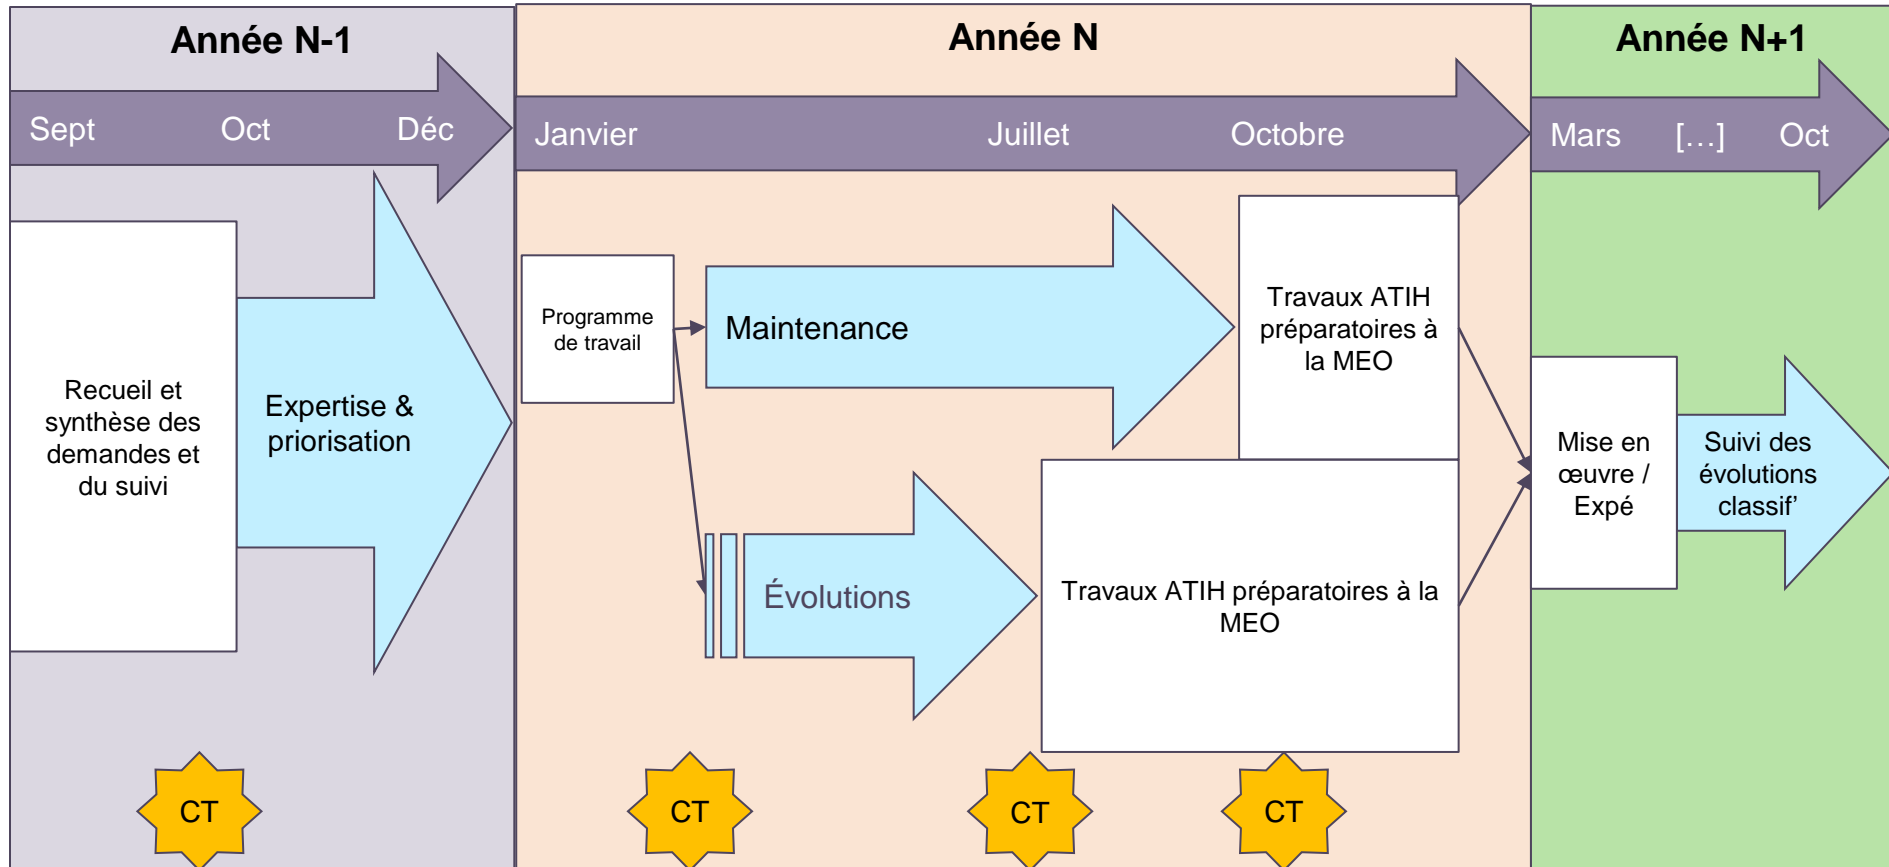 Année N-1
Année N
Année N+1
Sept
Oct
Déc
Janvier
Juillet
Octobre
Mars
[…]
Oct
Recueil et
synthèse des
demandes et
du suivi
Expertise &
priorisation
Programme
de travail
Maintenance
Travaux ATIH
préparatoires à
la MEO
Évolutions
Travaux ATIH préparatoires à la
MEO
Mise en
œuvre /
Expé
Suivi des
évolutions
classif’
CT
CT
CT
CT